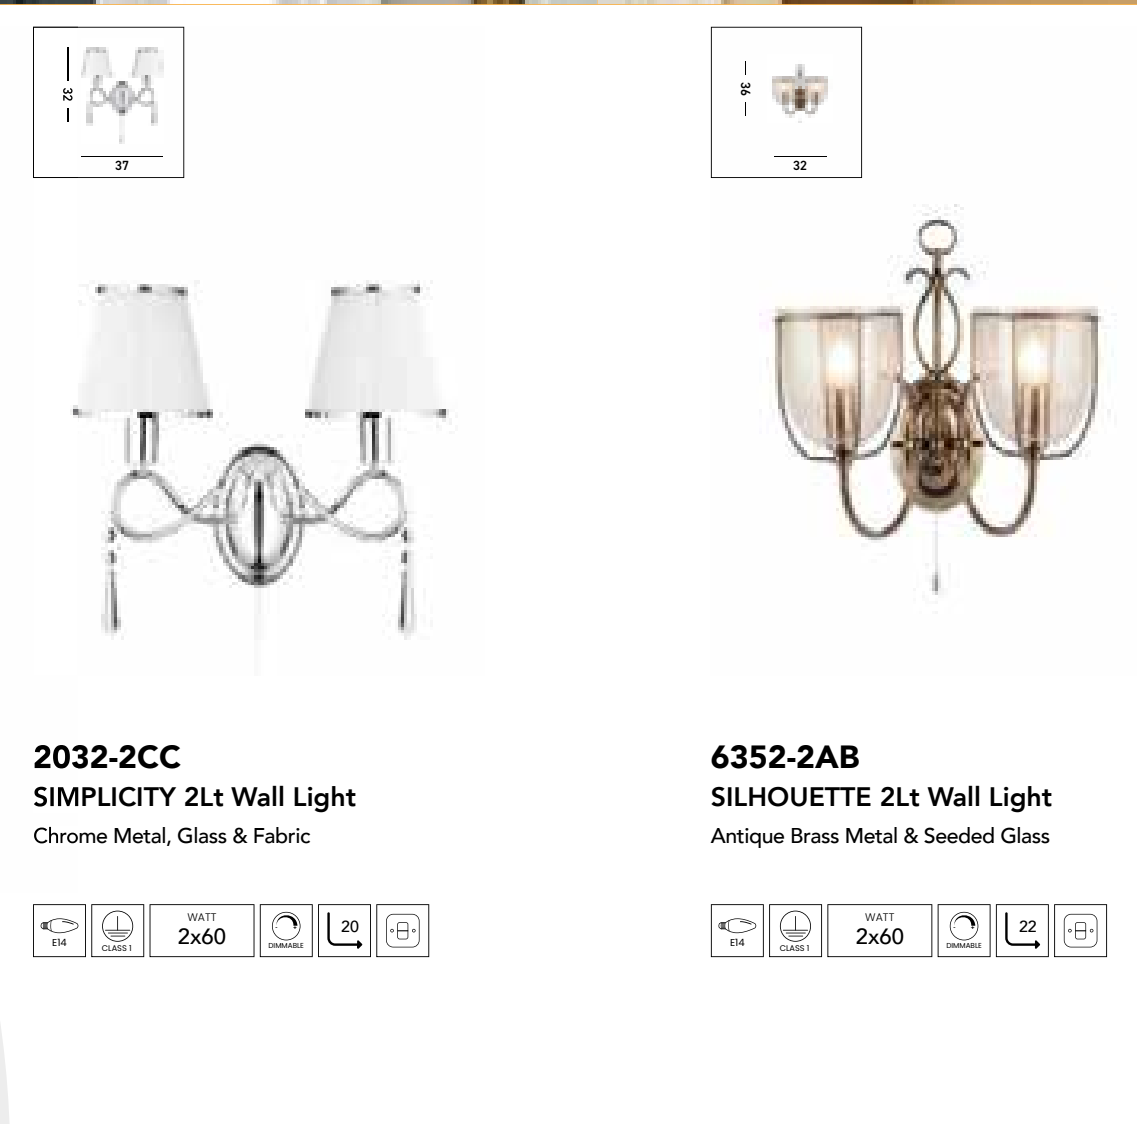 32
37
2032-2CC
SIMPLICITY 2Lt Wall Light
Chrome Metal, Glass & Fabric
E14
CLASS 1
WATT
2x60
DIMMABLE
20
36
32
6352-2AB
SILHOUETTE 2Lt Wall Light
Antique Brass Metal & Seeded Glass
E14
CLASS 1
WATT
2x60
DIMMABLE
22